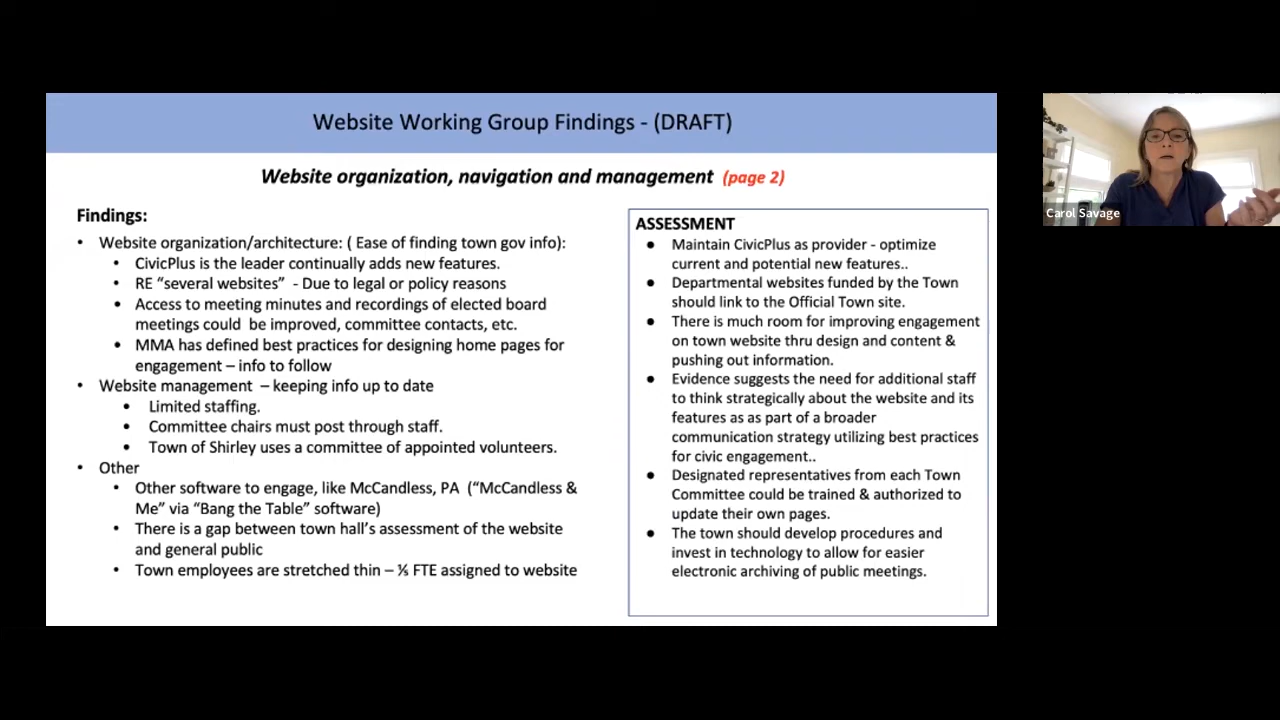 Website Working Group Findings - (DRAFT)
Website organization, navigation and management (page 2)
Findings:
• Website organization/architecture: ( Ease of finding town gov info):
• CivicPlus is the leader continually adds new features.
• RE “several websites” - Due to legal or policy reasons
• Access to meeting minutes and recordings of elected board
meetings could be improved, committee contacts, etc.
• MMA has defined best practices for designing home pages for
engagement – info to follow
• Website management – keeping info up to date
• Limited staffing.
• Committee chairs must post through staff.
• Town of Shirley uses a committee of appointed volunteers.
• Other
• Other software to engage, like McCandless, PA (“McCandless &
Me” via “Bang the Table” software)
• There is a gap between town hall’s assessment of the website
and general public
• Town employees are stretched thin – ⅕ FTE assigned to website
ASSESSMENT
● Maintain CivicPlus as provider - optimize
current and potential new features..
● Departmental websites funded by the Town
should link to the Official Town site.
● There is much room for improving engagement
on town website thru design and content &
pushing out information.
● Evidence suggests the need for additional staff
to think strategically about the website and its
features as as part of a broader
communication strategy utilizing best practices
for civic engagement..
● Designated representatives from each Town
Committee could be trained & authorized to
update their own pages.
● The town should develop procedures and
invest in technology to allow for easier
electronic archiving of public meetings.
Carol Savage